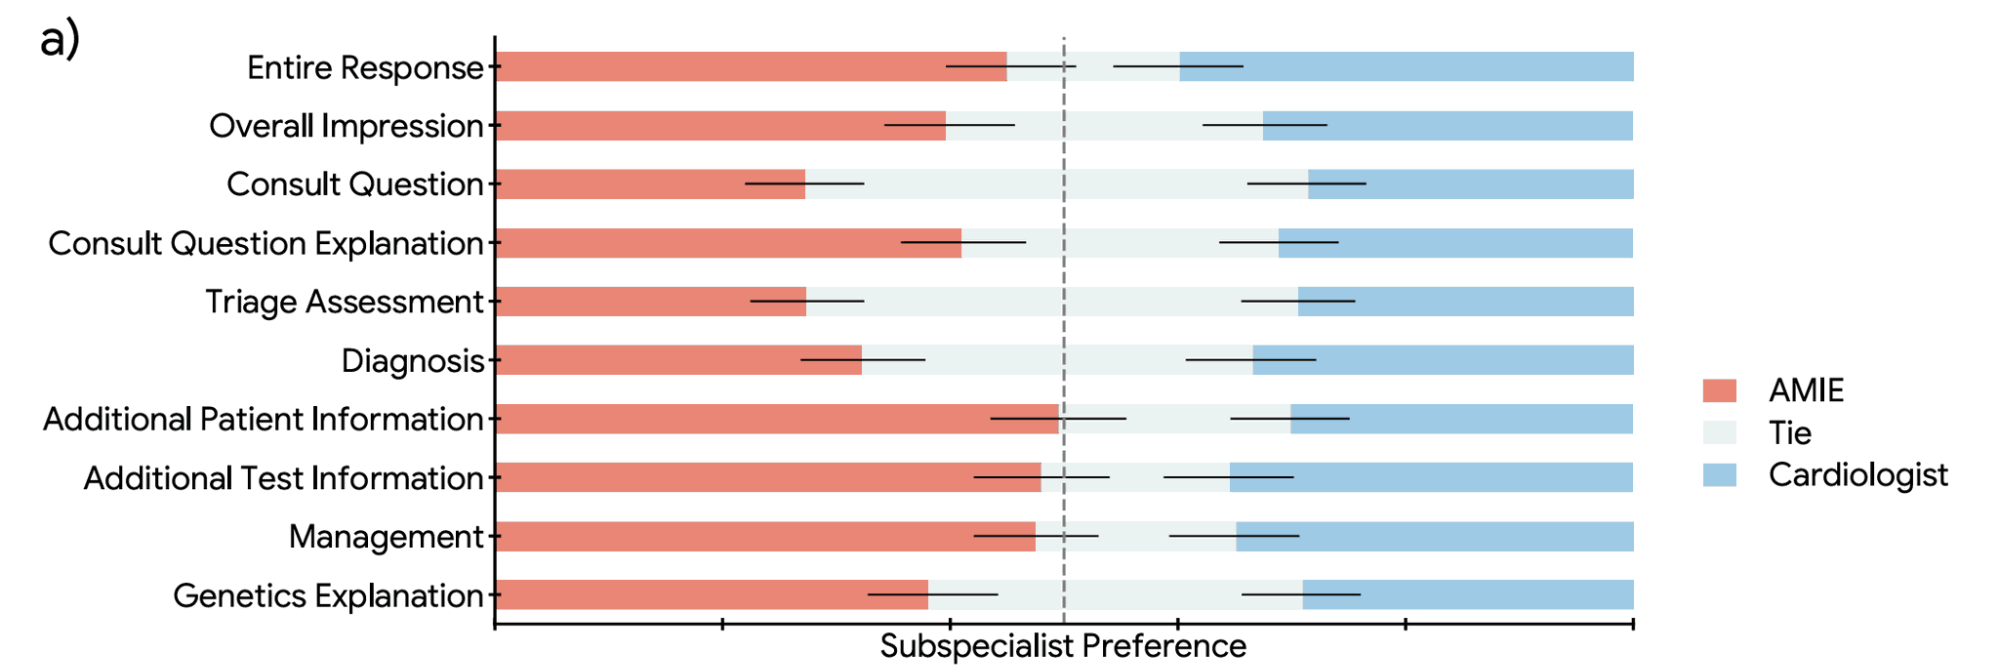 a)
Entire Response
Overall Impression
Consult Question
Consult Question Explanation
Triage Assessment
Diagnosis
Additional Patient Information
Additional Test Information
Management
Genetics Explanation
Subspecialist Preference
AMIE
Tie
Cardiologist